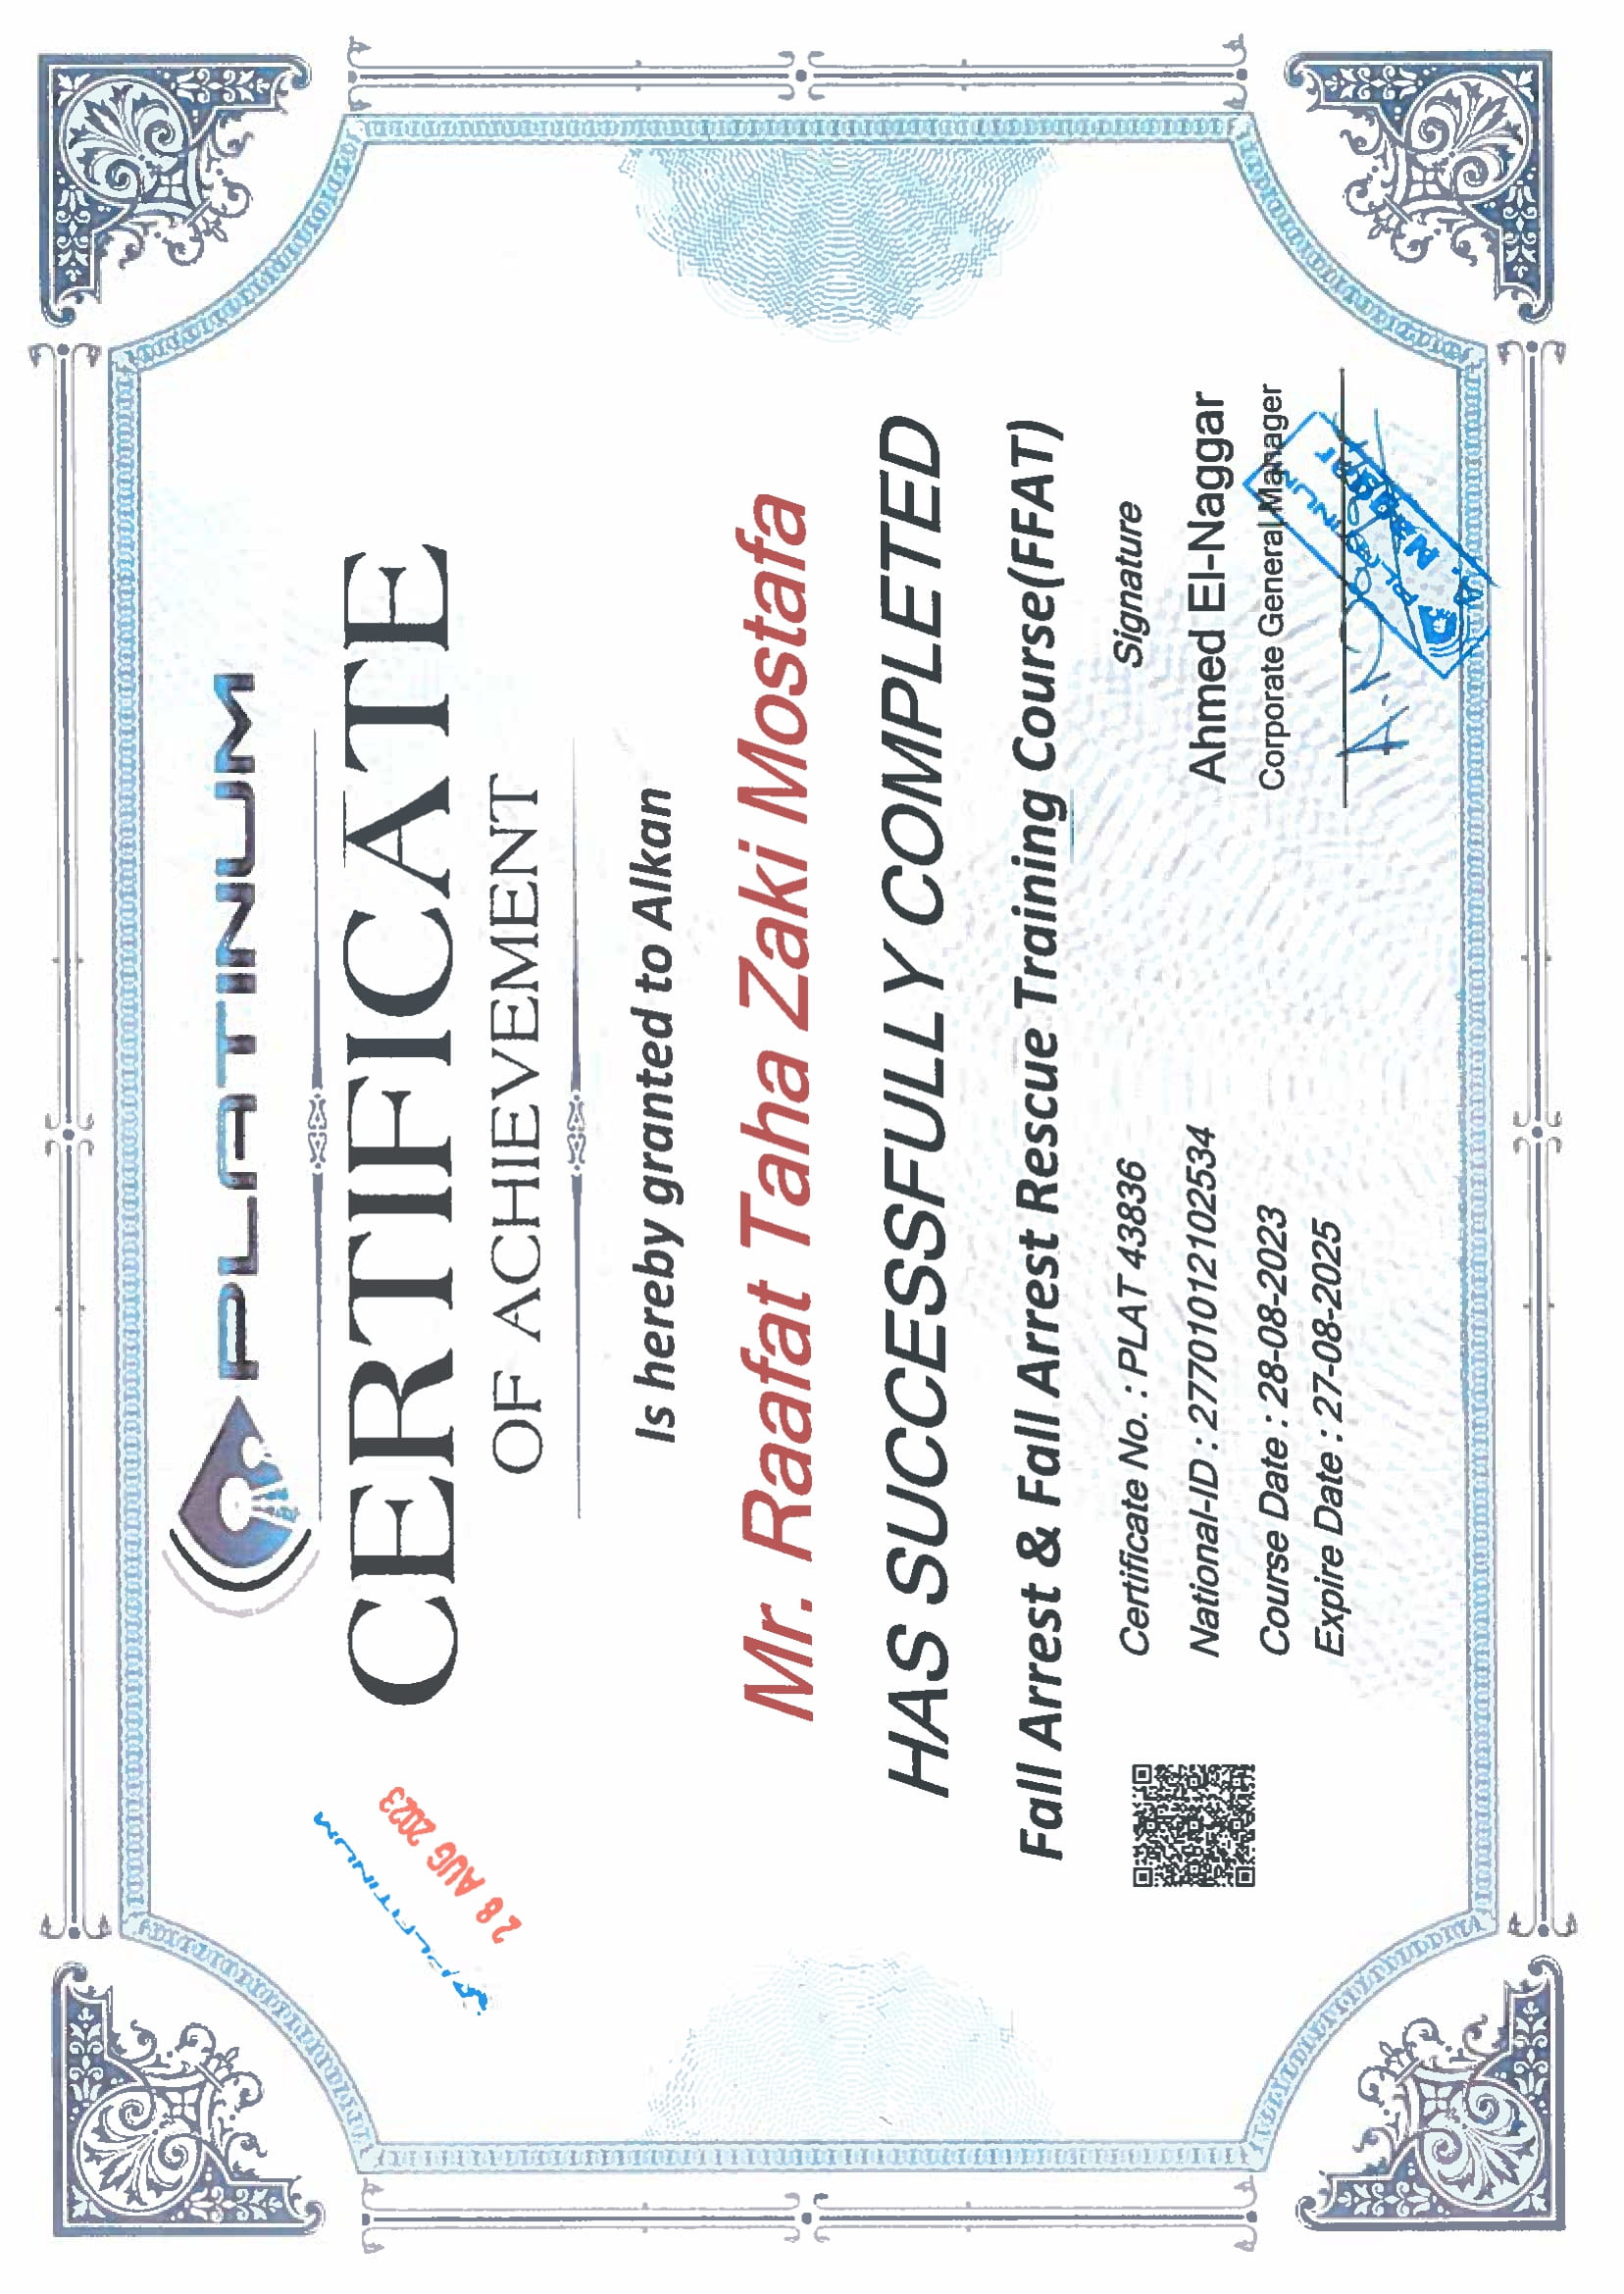 PLATINUM
PLATINUM
28 AUG 2023
CERTIFICATE
OF ACHIEVEMENT
Is hereby granted to Alkan
Mr. Raafat Taha Zaki Mostafa
HAS SUCCESSFULLY COMPLETED
Fall Arrest & Fall Arrest Rescue Training Course(FFAT)
Certificate No. : PLAT 43836
National-ID : 27701012102534
Course Date : 28-08-2023
Expire Date : 27-08-2025
Signature
Ahmed El-Naggar
Corporate General Manager
PLATINUM
A. Naggar